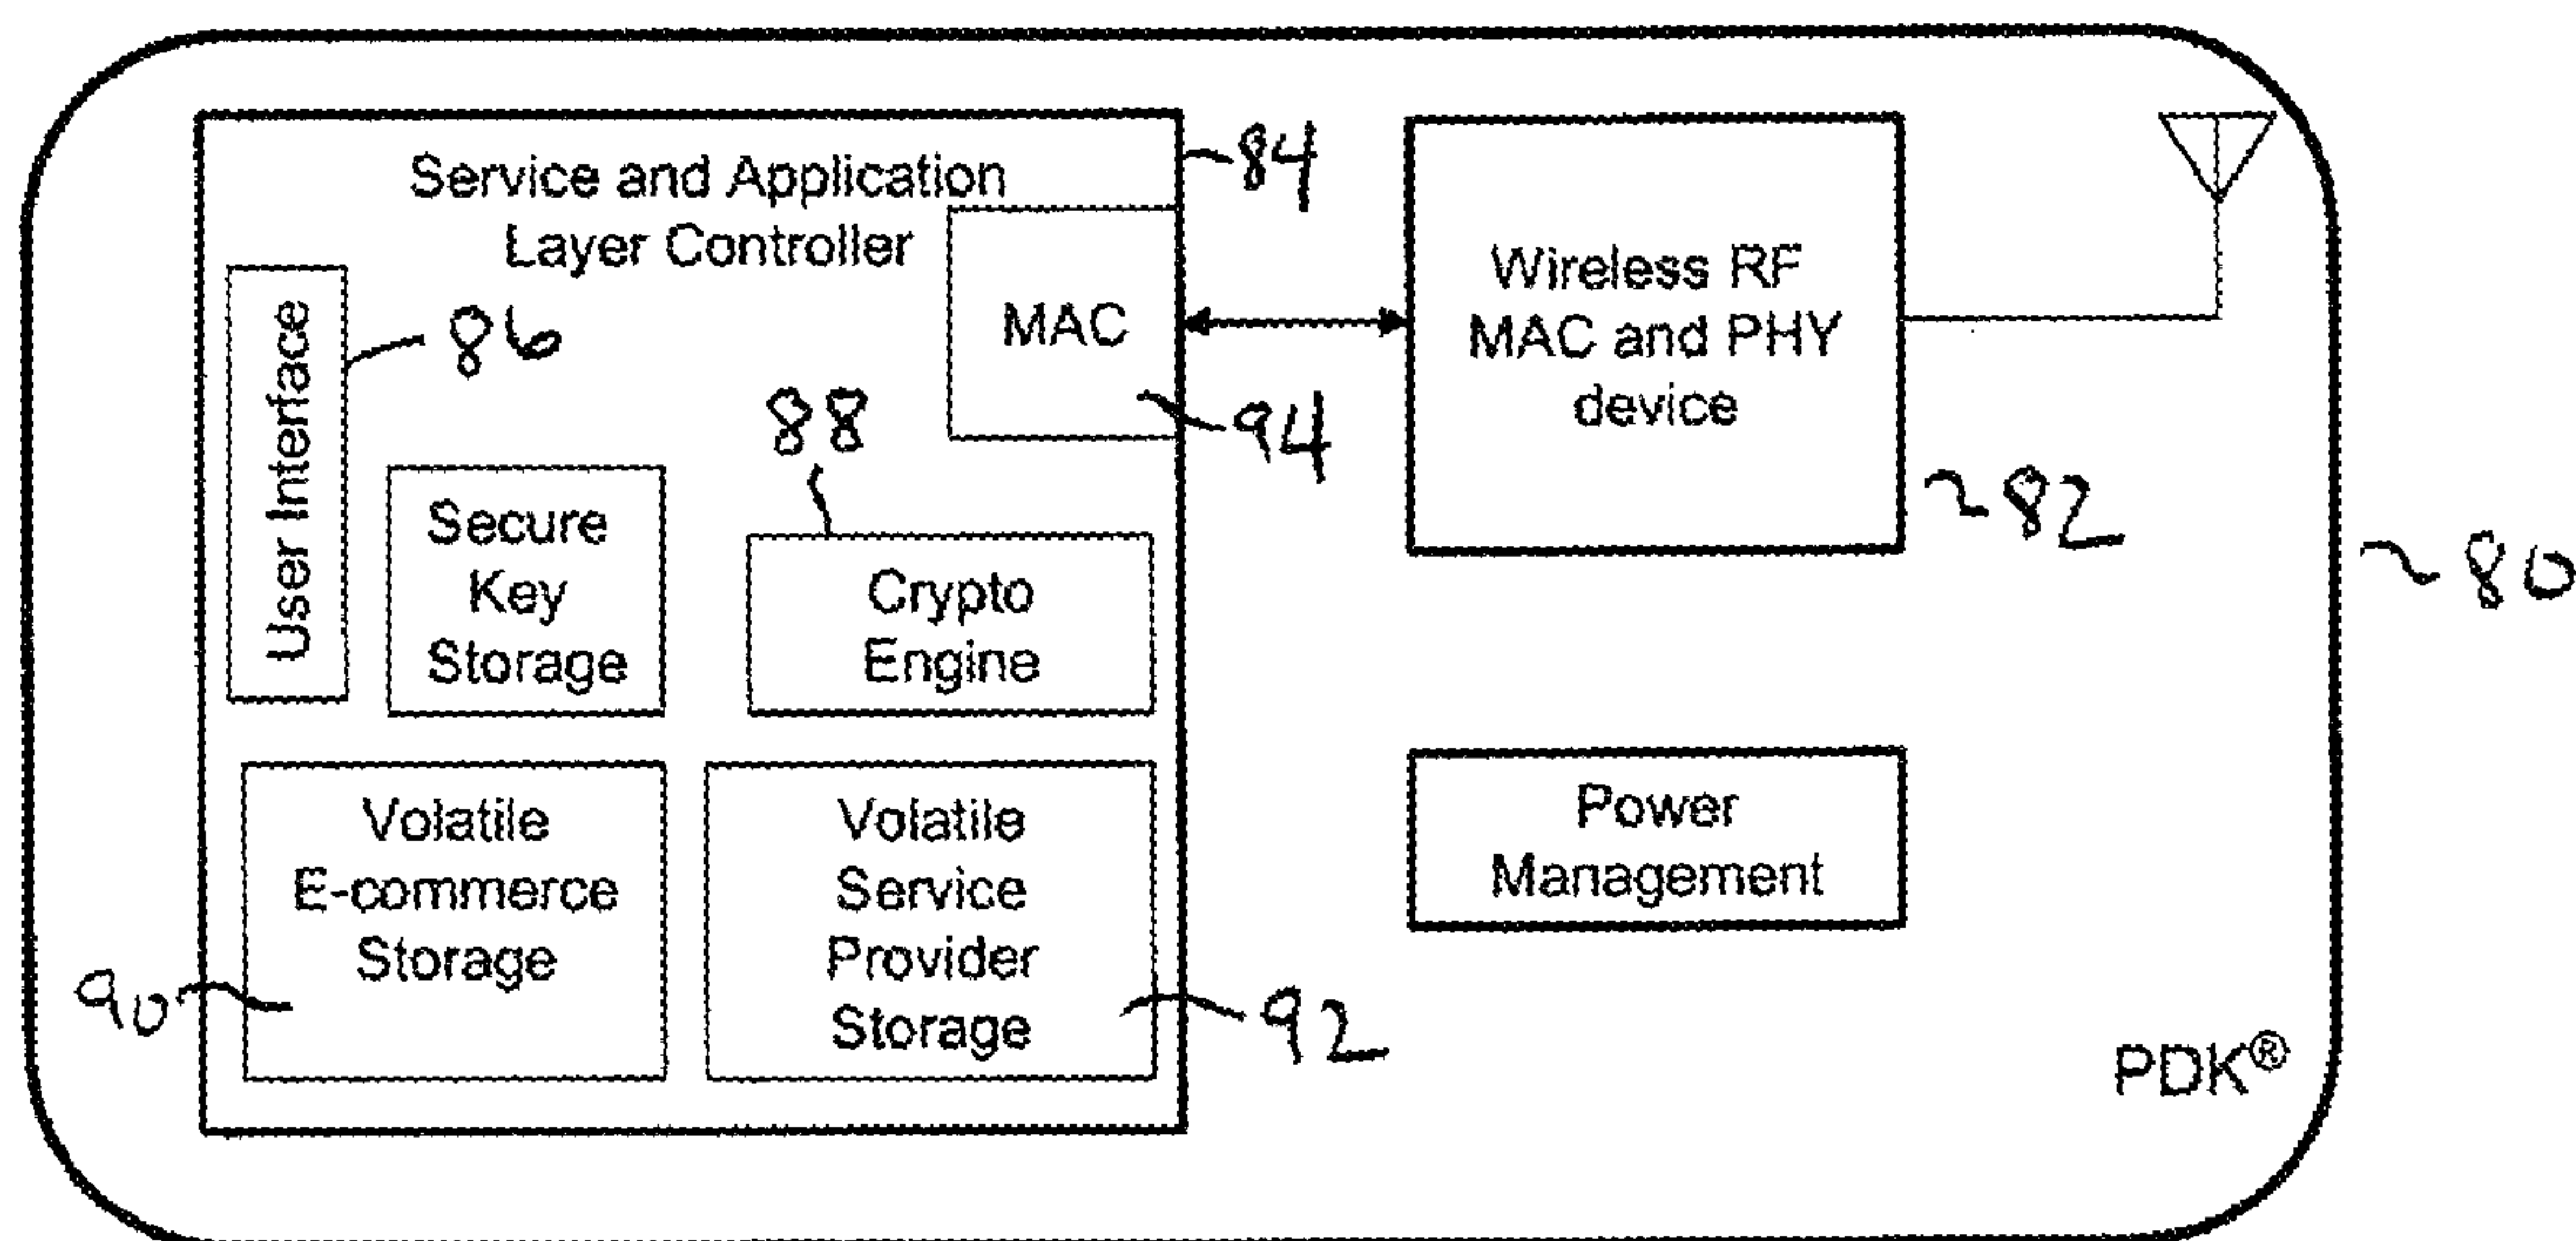 Service and Application
Layer Controller
84
User Interface
86
MAC
94
Wireless RF
MAC and PHY
device
82
80
Secure
Key
Storage
88
Crypto
Engine
Volatile
E-commerce
Storage
90
Volatile
Service
Provider
Storage
92
Power
Management
PDK®